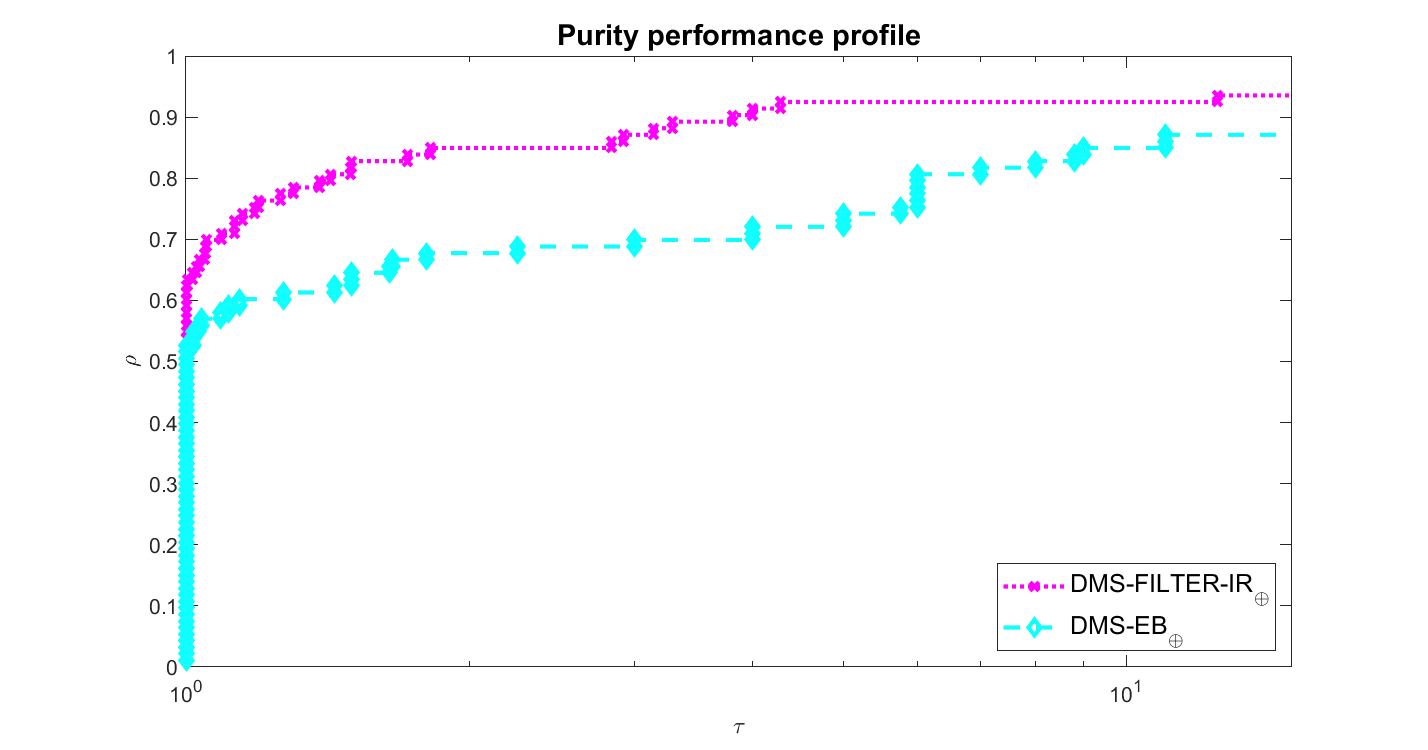 Purity performance profile
1
0.9
0.8
0.7
0.6
0.5
0.4
0.3
0.2
0.1
0
ρ
10⁰
10¹
τ
DMS-FILTER-IR⊕
DMS-EB⊕